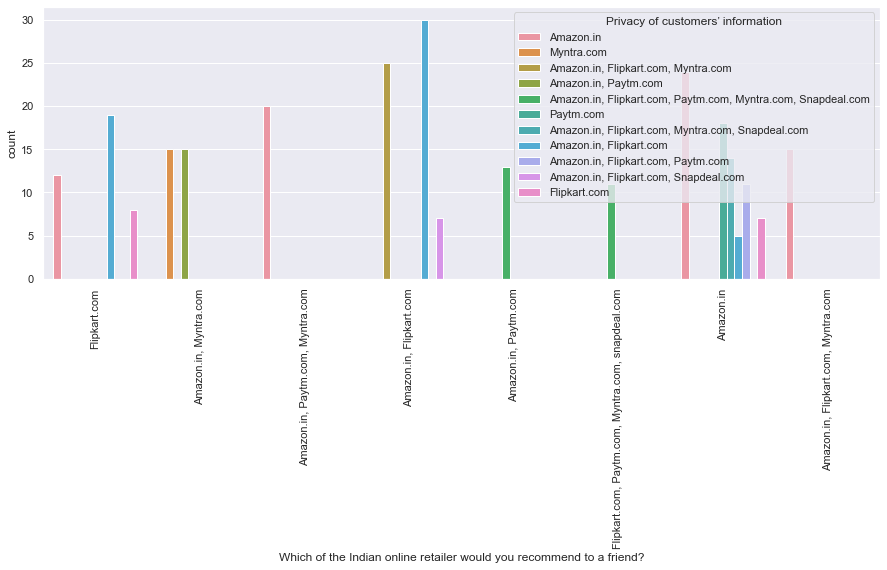 30
25
20
15
10
5
0
count
Privacy of customers' information
Amazon.in
Myntra.com
Amazon.in, Flipkart.com, Myntra.com
Amazon.in, Paytm.com
Amazon.in, Flipkart.com, Paytm.com, Myntra.com, Snapdeal.com
Paytm.com
Amazon.in, Flipkart.com, Myntra.com, Snapdeal.com
Amazon.in, Flipkart.com
Amazon.in, Flipkart.com, Paytm.com
Amazon.in, Flipkart.com, Snapdeal.com
Flipkart.com
Flipkart.com
Amazon.in, Myntra.com
Amazon.in, Paytm.com, Myntra.com
Amazon.in, Flipkart.com
Amazon.in, Paytm.com
Flipkart.com, Paytm.com, Myntra.com, snapdeal.com
Amazon.in
Amazon.in, Flipkart.com, Myntra.com
Which of the Indian online retailer would you recommend to a friend?